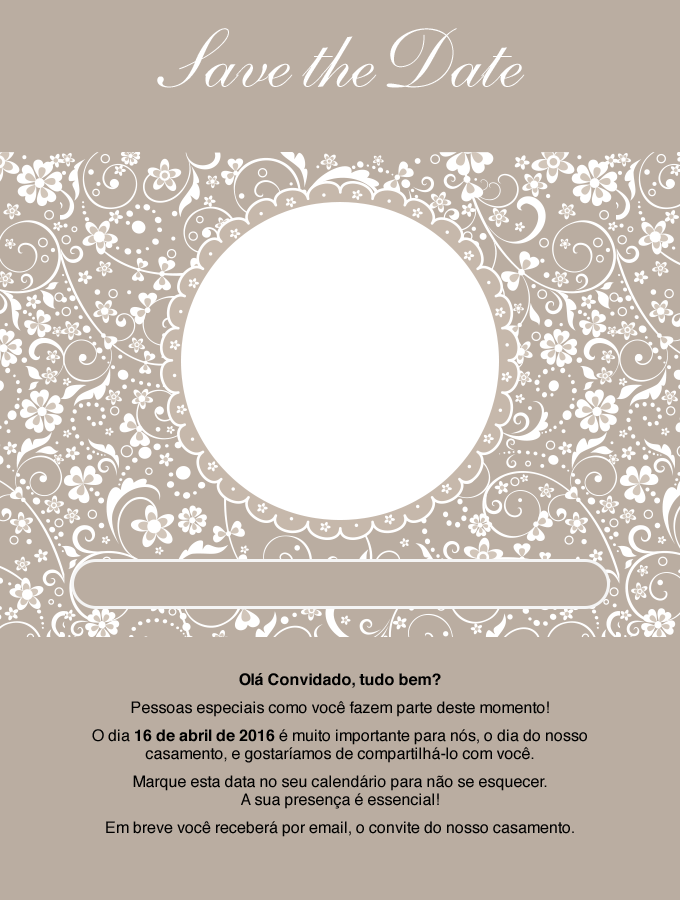 Save the Date
Olá Convidado, tudo bem?
Pessoas especiais como você fazem parte deste momento!
O dia 16 de abril de 2016 é muito importante para nós, o dia do nosso
casamento, e gostaríamos de compartilhá-lo com você.
Marque esta data no seu calendário para não se esquecer.
A sua presença é essencial!
Em breve você receberá por email, o convite do nosso casamento.